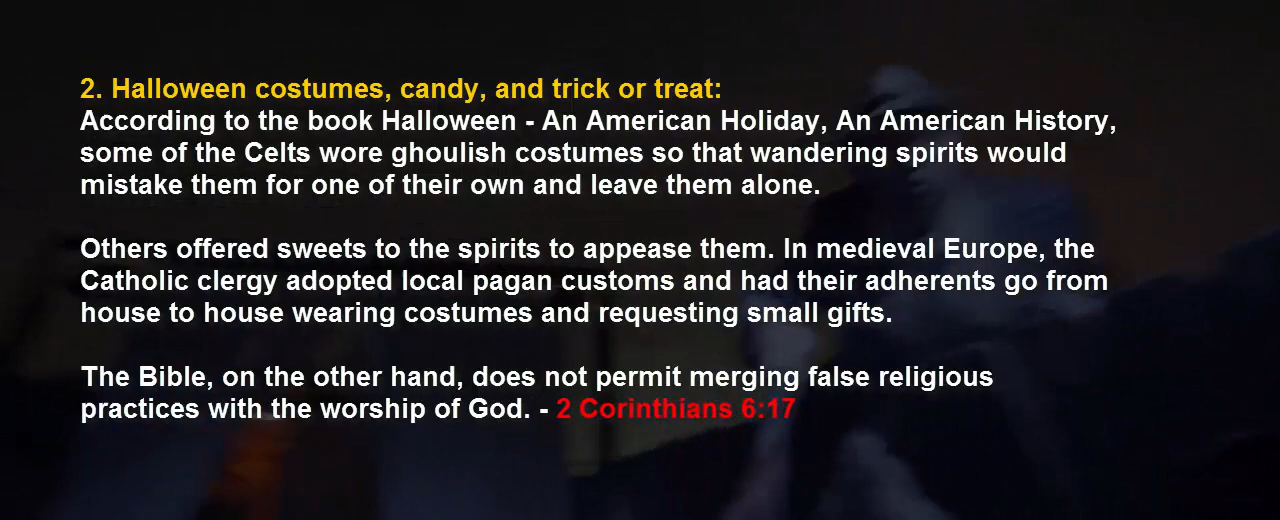 2. Halloween costumes, candy, and trick or treat:
According to the book Halloween - An American Holiday, An American History,
some of the Celts wore ghoulish costumes so that wandering spirits would
mistake them for one of their own and leave them alone.
Others offered sweets to the spirits to appease them. In medieval Europe, the
Catholic clergy adopted local pagan customs and had their adherents go from
house to house wearing costumes and requesting small gifts.
The Bible, on the other hand, does not permit merging false religious
practices with the worship of God. - 2 Corinthians 6:17